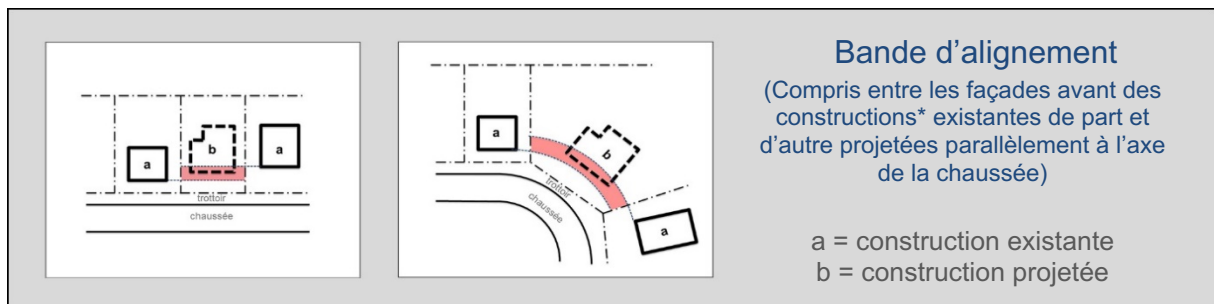 a
b
a
trottoir
chaussée
a
b
trottoir
chaussée
a
Bande d’alignement
(Compris entre les façades avant des
constructions* existantes de part et
d’autre projetées parallèlement à l’axe
de la chaussée)
a = construction existante
b = construction projetée